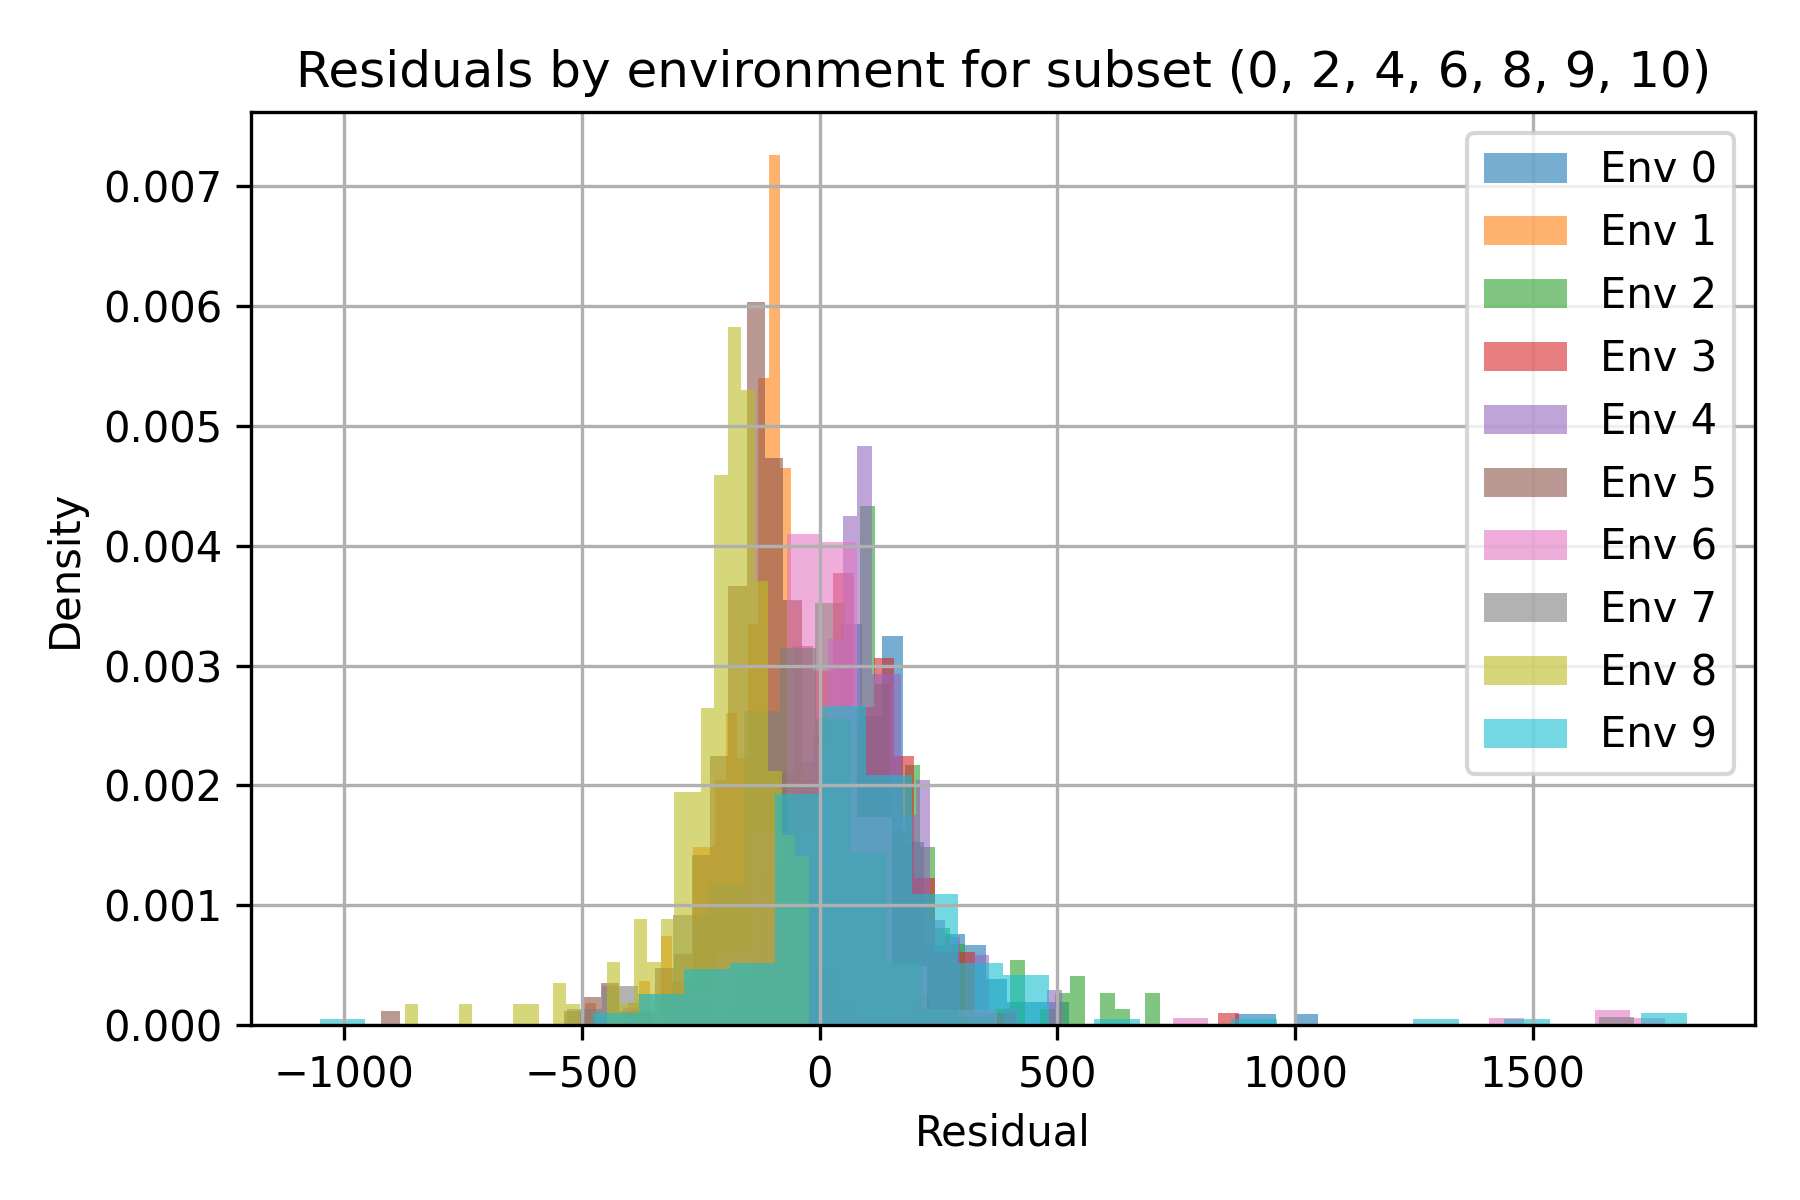 Residuals by environment for subset (0, 2, 4, 6, 8, 9, 10)
Density
0.007
0.006
0.005
0.004
0.003
0.002
0.001
0.000
−1000
−500
0
500
1000
1500
Residual
Env 0
Env 1
Env 2
Env 3
Env 4
Env 5
Env 6
Env 7
Env 8
Env 9